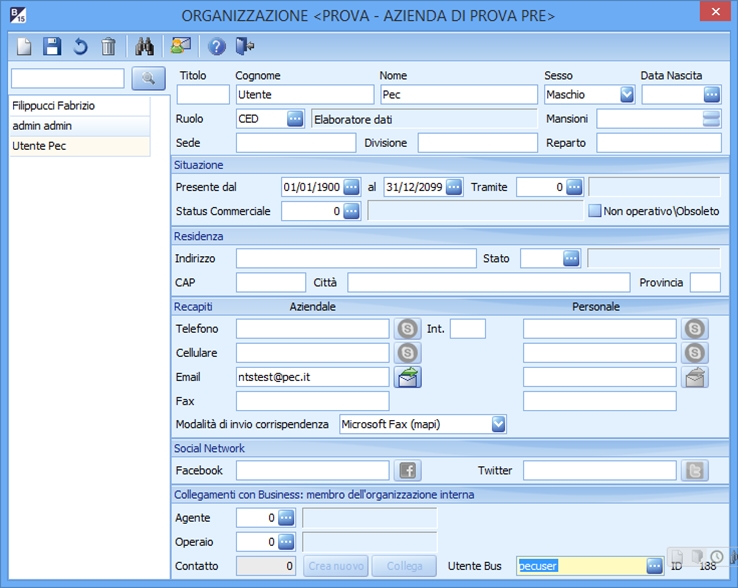 ORGANIZZAZIONE <PROVA - AZIENDA DI PROVA PRE>
Titolo Cognome Nome Sesso Data Nascita
Utente Pec Maschio
Filippucci Fabrizio
admin admin
Utente Pec
Ruolo CED Elaboratore dati Mansioni
Sede Divisione Reparto
Situazione
Presente dal 01/01/1900 al 31/12/2099 Tramite 0
Status Commerciale 0 Non operativo\Obsoleto
Residenza
Indirizzo Stato
CAP Città Provincia
Recapiti Aziendale Personale
Telefono Int.
Cellulare
Email ntstest@pec.it
Fax
Modalità di invio corrispendenza Microsoft Fax (mapi)
Social Network
Facebook Twitter
Collegamenti con Business: membro dell'organizzazione interna
Agente 0
Operaio 0
Contatto 0 Crea nuovo Collega Utente Bus pecuser ID 188